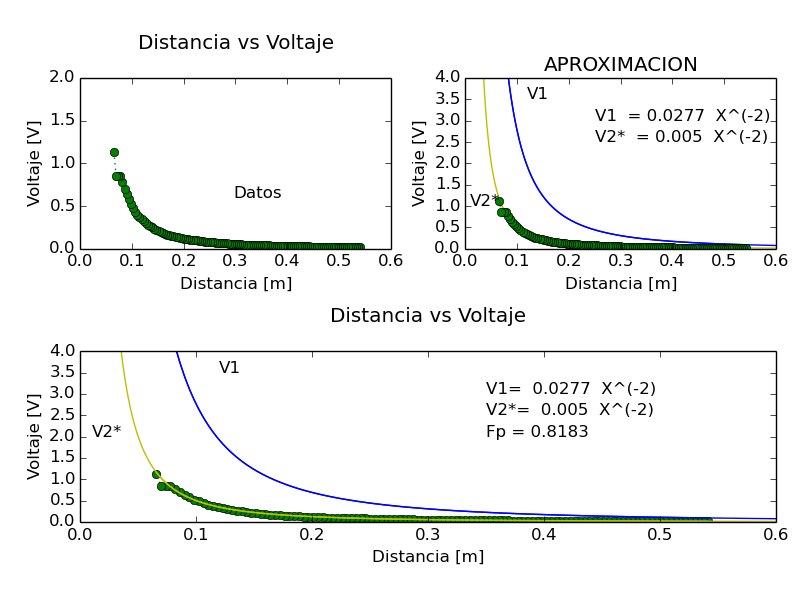 Distancia vs Voltaje
2.0
1.5
1.0
0.5
0.0
Voltaje [V]
Datos
0.0 0.1 0.2 0.3 0.4 0.5 0.6
Distancia [m]
APROXIMACION
4.0
3.5
3.0
2.5
2.0
1.5
1.0
0.5
0.0
Voltaje [V]
V1
V1  = 0.0277  X^(-2)
V2*  = 0.005  X^(-2)
V2*
0.0 0.1 0.2 0.3 0.4 0.5 0.6
Distancia [m]
Distancia vs Voltaje
4.0
3.5
3.0
2.5
2.0
1.5
1.0
0.5
0.0
Voltaje [V]
V1
V2*
V1=  0.0277  X^(-2)
V2*=  0.005  X^(-2)
Fp = 0.8183
0.0 0.1 0.2 0.3 0.4 0.5 0.6
Distancia [m]